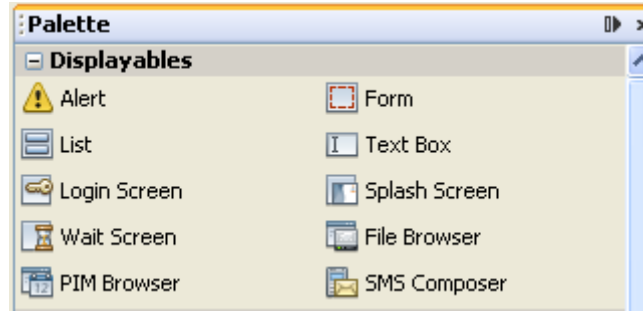 Palette
Displayables
Alert
Form
List
Text Box
Login Screen
Splash Screen
Wait Screen
File Browser
PIM Browser
SMS Composer